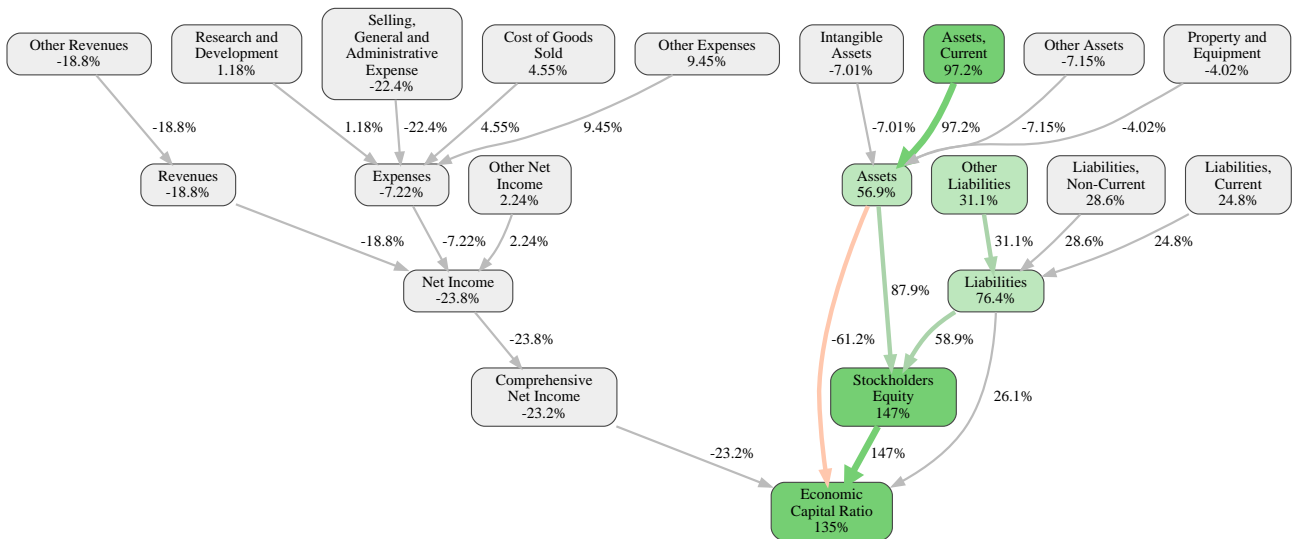 Other Revenues
-18.8%
Research and
Development
1.18%
Selling,
General and
Administrative
Expense
-22.4%
Cost of Goods
Sold
4.55%
Other Expenses
9.45%
Intangible
Assets
-7.01%
Assets,
Current
97.2%
Other Assets
-7.15%
Property and
Equipment
-4.02%
-18.8%
1.18%
-22.4%
4.55%
9.45%
-7.01%
97.2%
-7.15%
-4.02%
Revenues
-18.8%
Expenses
-7.22%
Other Net
Income
2.24%
Assets
56.9%
Other
Liabilities
31.1%
Liabilities,
Non-Current
28.6%
Liabilities,
Current
24.8%
-18.8%
-7.22%
2.24%
31.1%
28.6%
24.8%
Net Income
-23.8%
Liabilities
76.4%
87.9%
-23.8%
-61.2%
58.9%
Comprehensive
Net Income
-23.2%
Stockholders
Equity
147%
26.1%
-23.2%
147%
Economic
Capital Ratio
135%